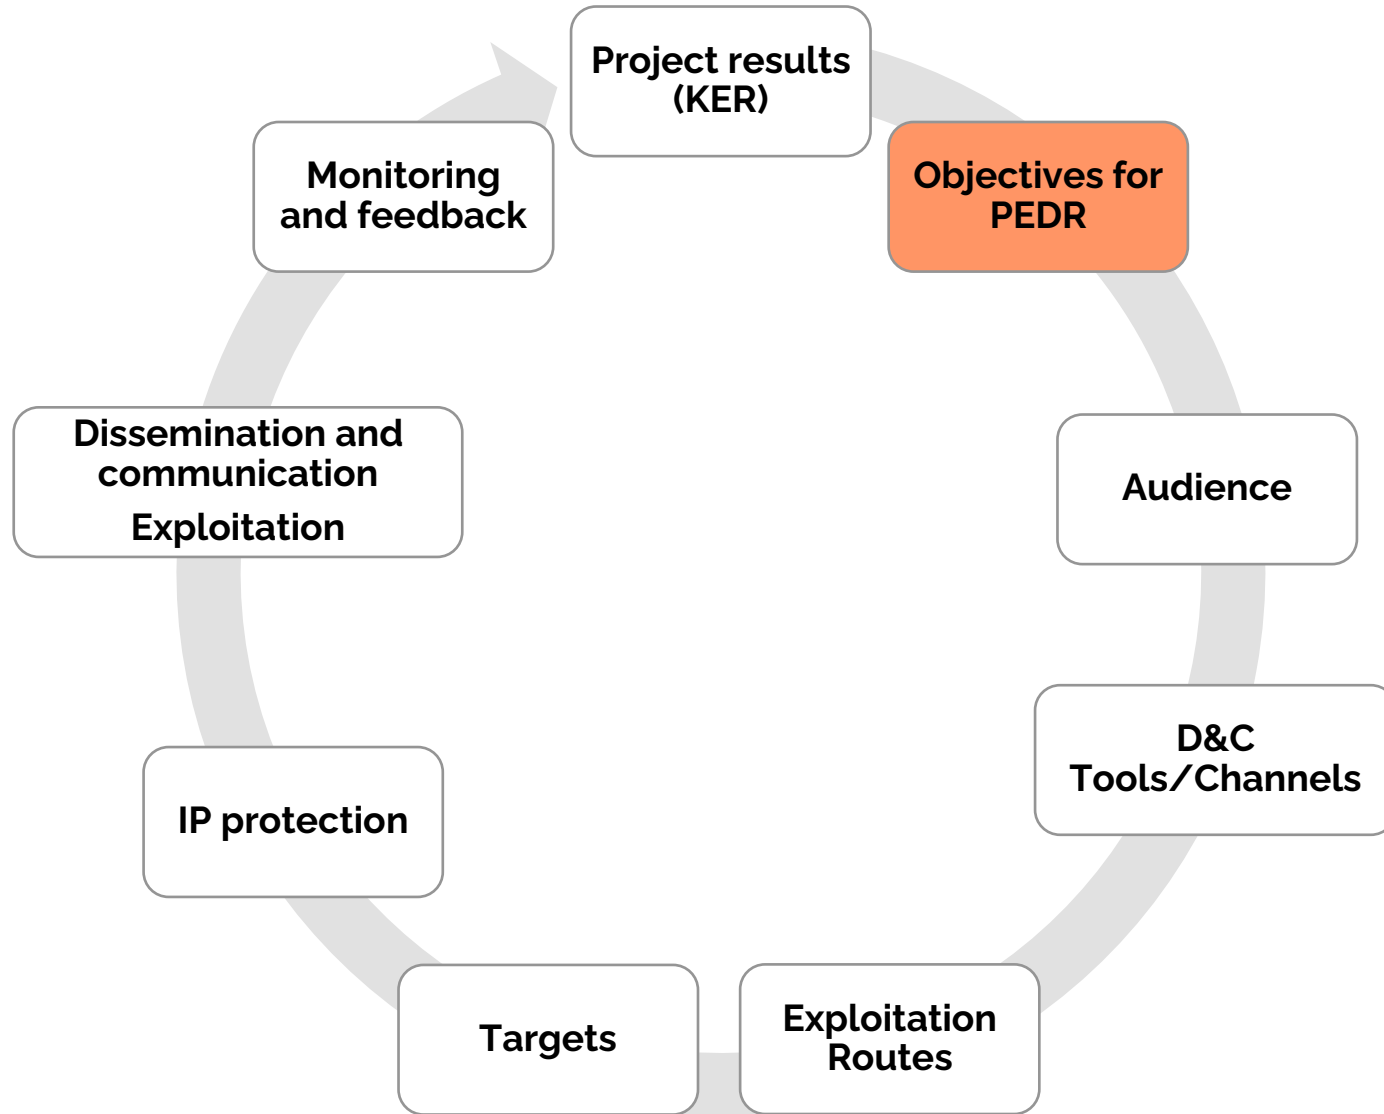 Project results
(KER)
Objectives for
PEDR
Audience
D&C
Tools/Channels
Exploitation
Routes
Targets
IP protection
Dissemination and
communication
Exploitation
Monitoring
and feedback